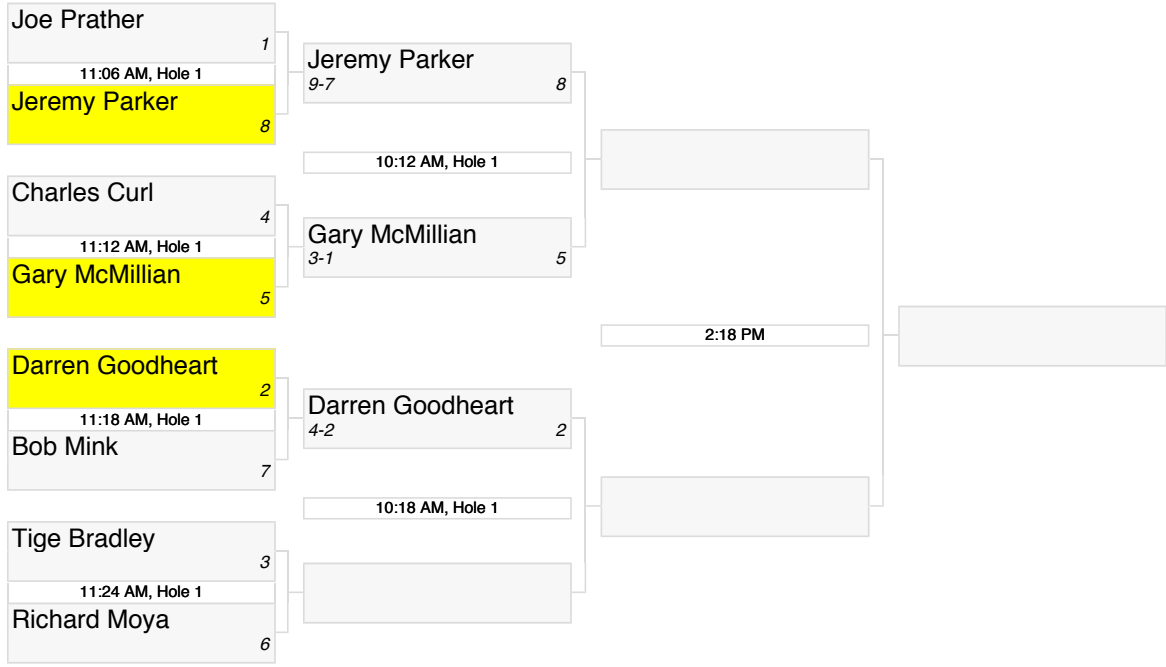 Joe Prather
1
11:06 AM, Hole 1
Jeremy Parker
8
Charles Curl
4
11:12 AM, Hole 1
Gary McMillian
5
Darren Goodheart
2
11:18 AM, Hole 1
Bob Mink
7
Tige Bradley
3
11:24 AM, Hole 1
Richard Moya
6
Jeremy Parker
9-7 8
10:12 AM, Hole 1
Gary McMillian
3-1 5
Darren Goodheart
4-2 2
10:18 AM, Hole 1
2:18 PM